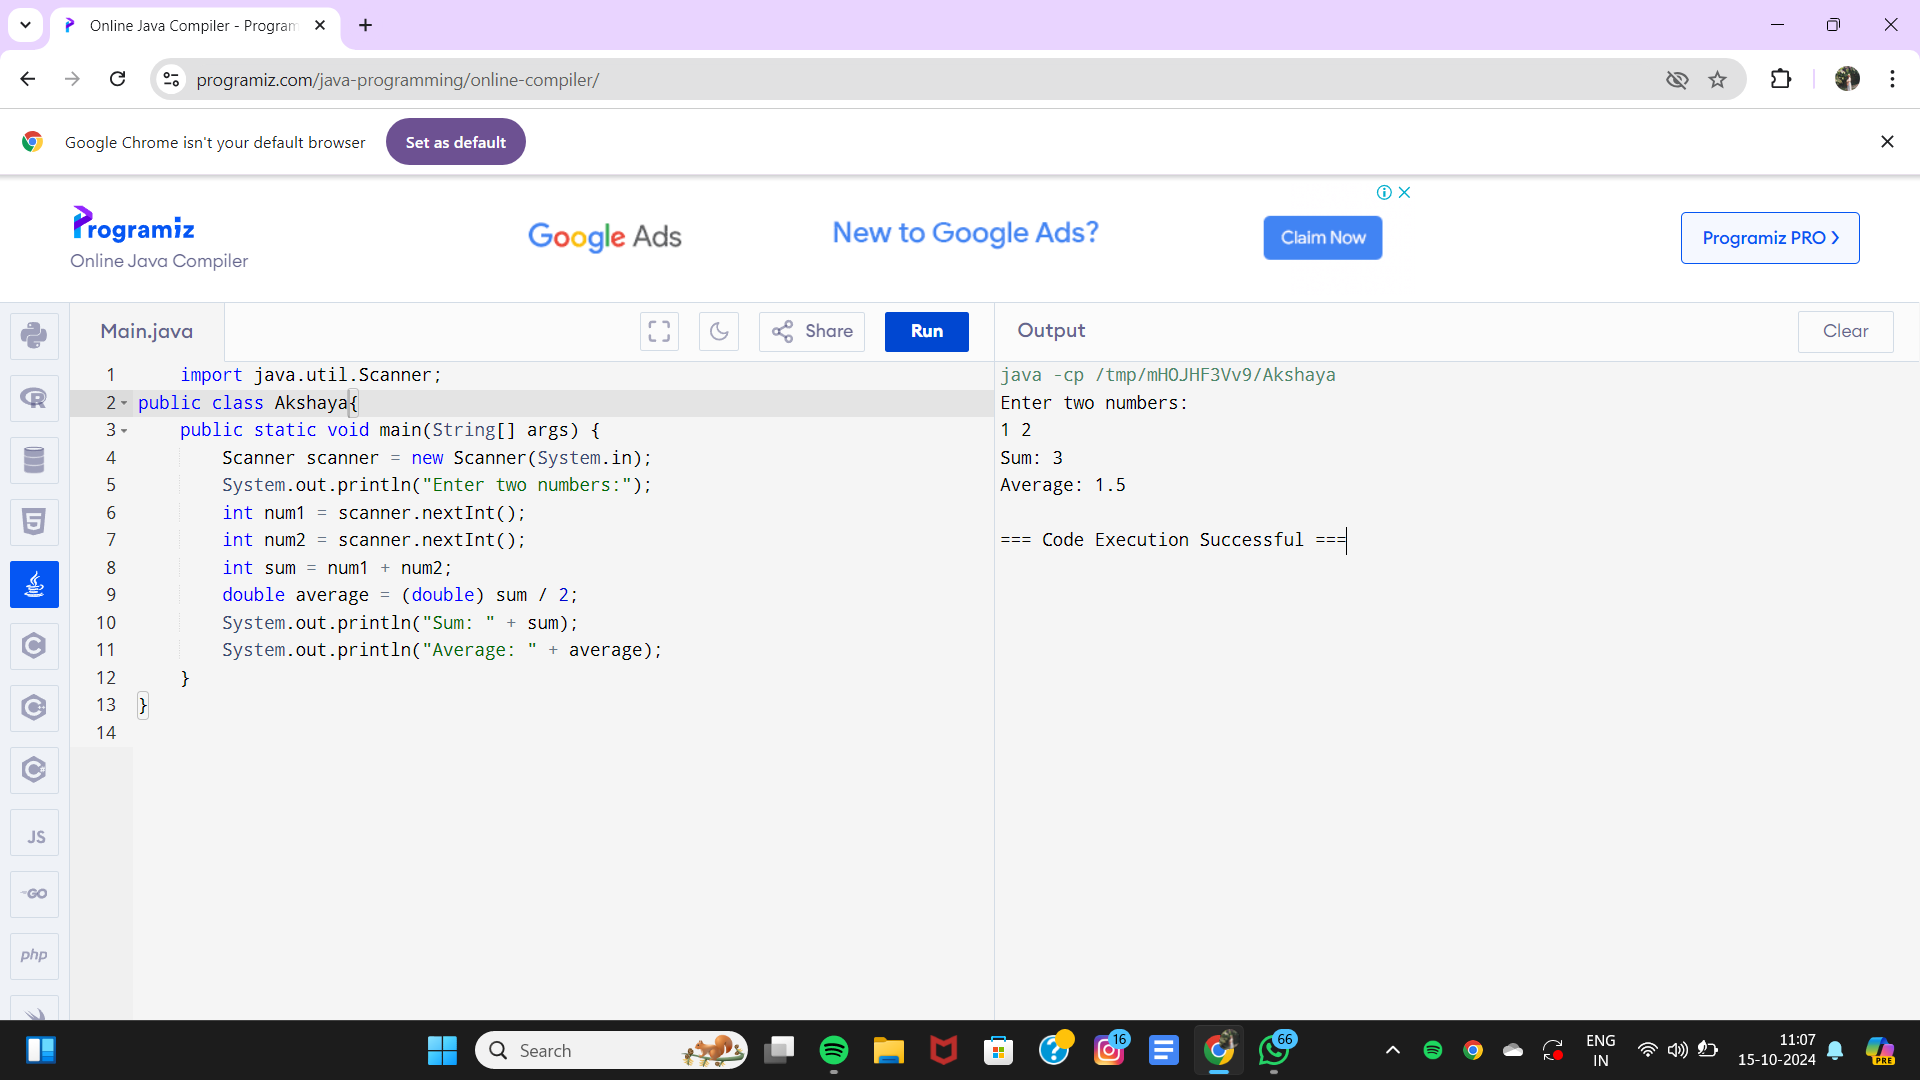 Online Java Compiler - Program
programiz.com/java-programming/online-compiler/
Google Chrome isn't your default browser
Set as default
Programiz
Online Java Compiler
Google Ads
New to Google Ads?
Claim Now
Programiz PRO
Main.java
Share
Run
Output
Clear
1 import java.util.Scanner;
2 public class Akshaya{
3 public static void main(String[] args) {
4 Scanner scanner = new Scanner(System.in);
5 System.out.println("Enter two numbers:");
6 int num1 = scanner.nextInt();
7 int num2 = scanner.nextInt();
8 int sum = num1 + num2;
9 double average = (double) sum / 2;
10 System.out.println("Sum: " + sum);
11 System.out.println("Average: " + average);
12 }
13 }
14
java -cp /tmp/mHOJHF3Vv9/Akshaya
Enter two numbers:
1 2
Sum: 3
Average: 1.5
=== Code Execution Successful ===
JS
GO
php
Search
16
66
ENG
IN
11:07
15-10-2024
PRE